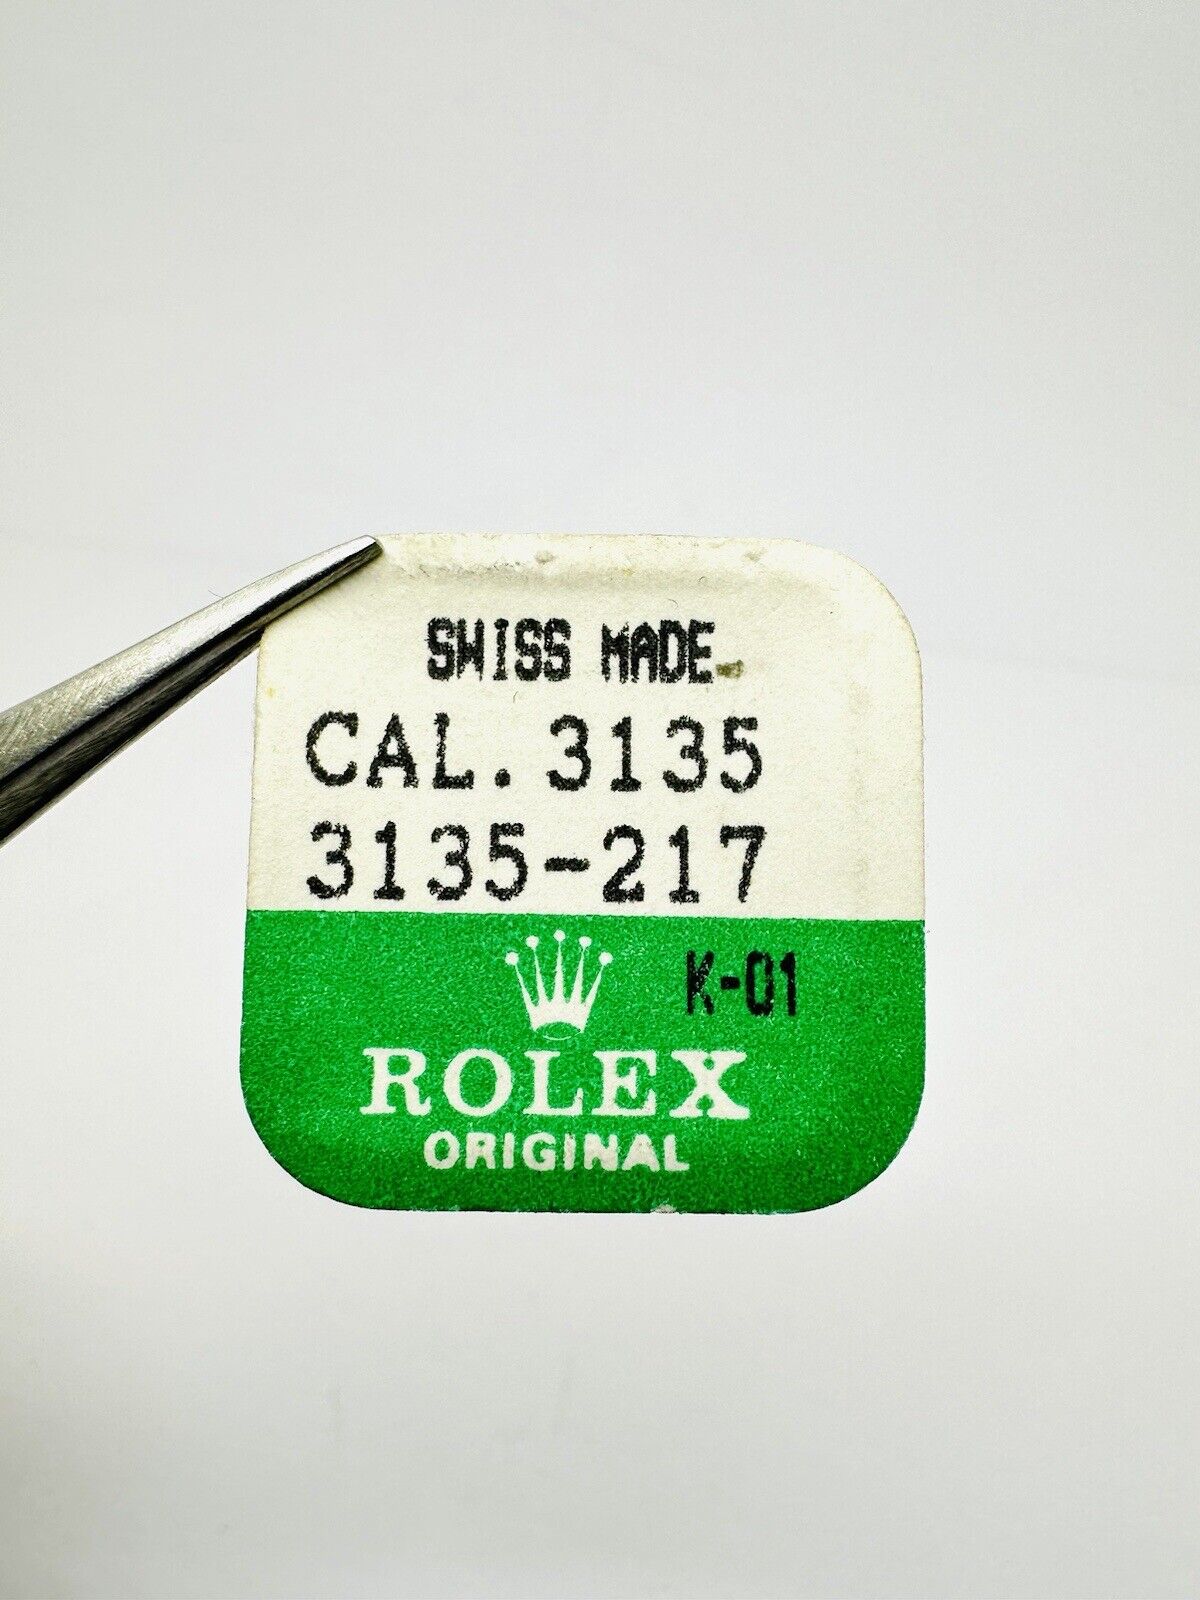 SWISS MADE
CAL. 3135
3135-217
K-01
ROLEX
ORIGINAL